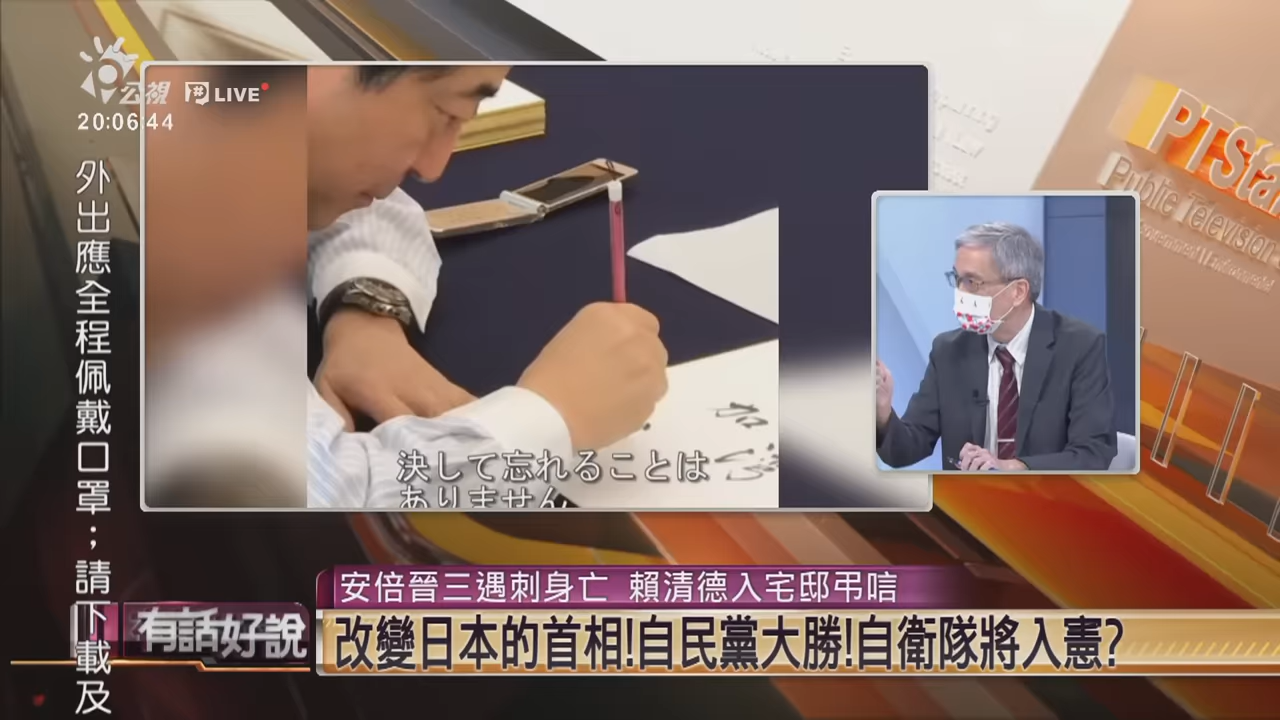 公視
LIVE
20:06:44
外出應全程佩戴口罩；請下載及
PTSta
Public Television
決して忘れることは
ありません
加
安倍晉三遇刺身亡 賴清德入宅邸弔唁
有話好說
改變日本的首相!自民黨大勝!自衛隊將入憲?